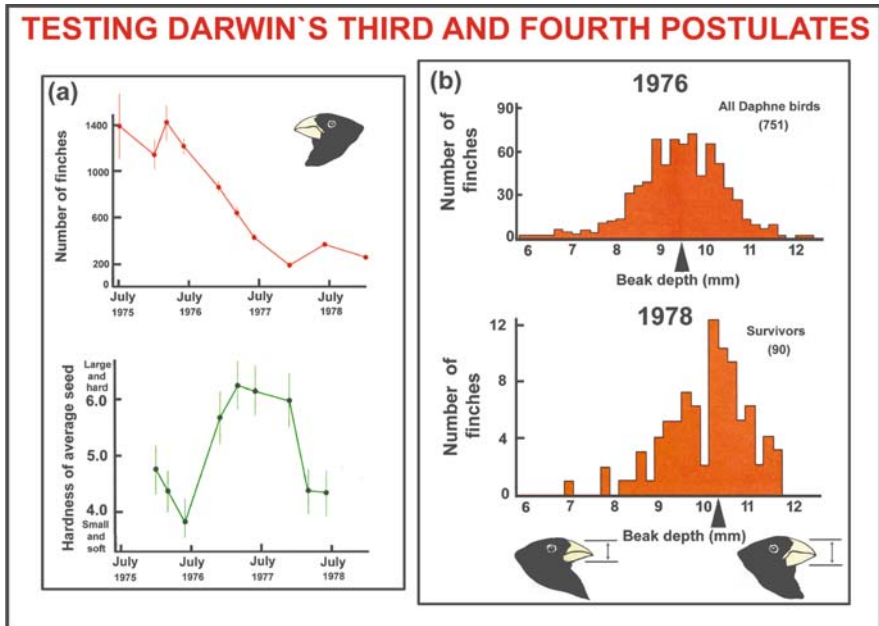 TESTING DARWIN`S THIRD AND FOURTH POSTULATES
(a)
Number of finches
1400
1000
600
200
0
July July July July
1975 1976 1977 1978
Hardness of average seed
Large
and
hard
6.0
5.0
4.0
Small
and
soft
July July July July
1975 1976 1977 1978
(b)
1976
All Daphne birds
(751)
Number of
finches
90
60
30
0
6 7 8 9 10 11 12
Beak depth (mm)
1978
Survivors
(90)
Number of
finches
12
8
4
0
6 7 8 9 10 11 12
Beak depth (mm)